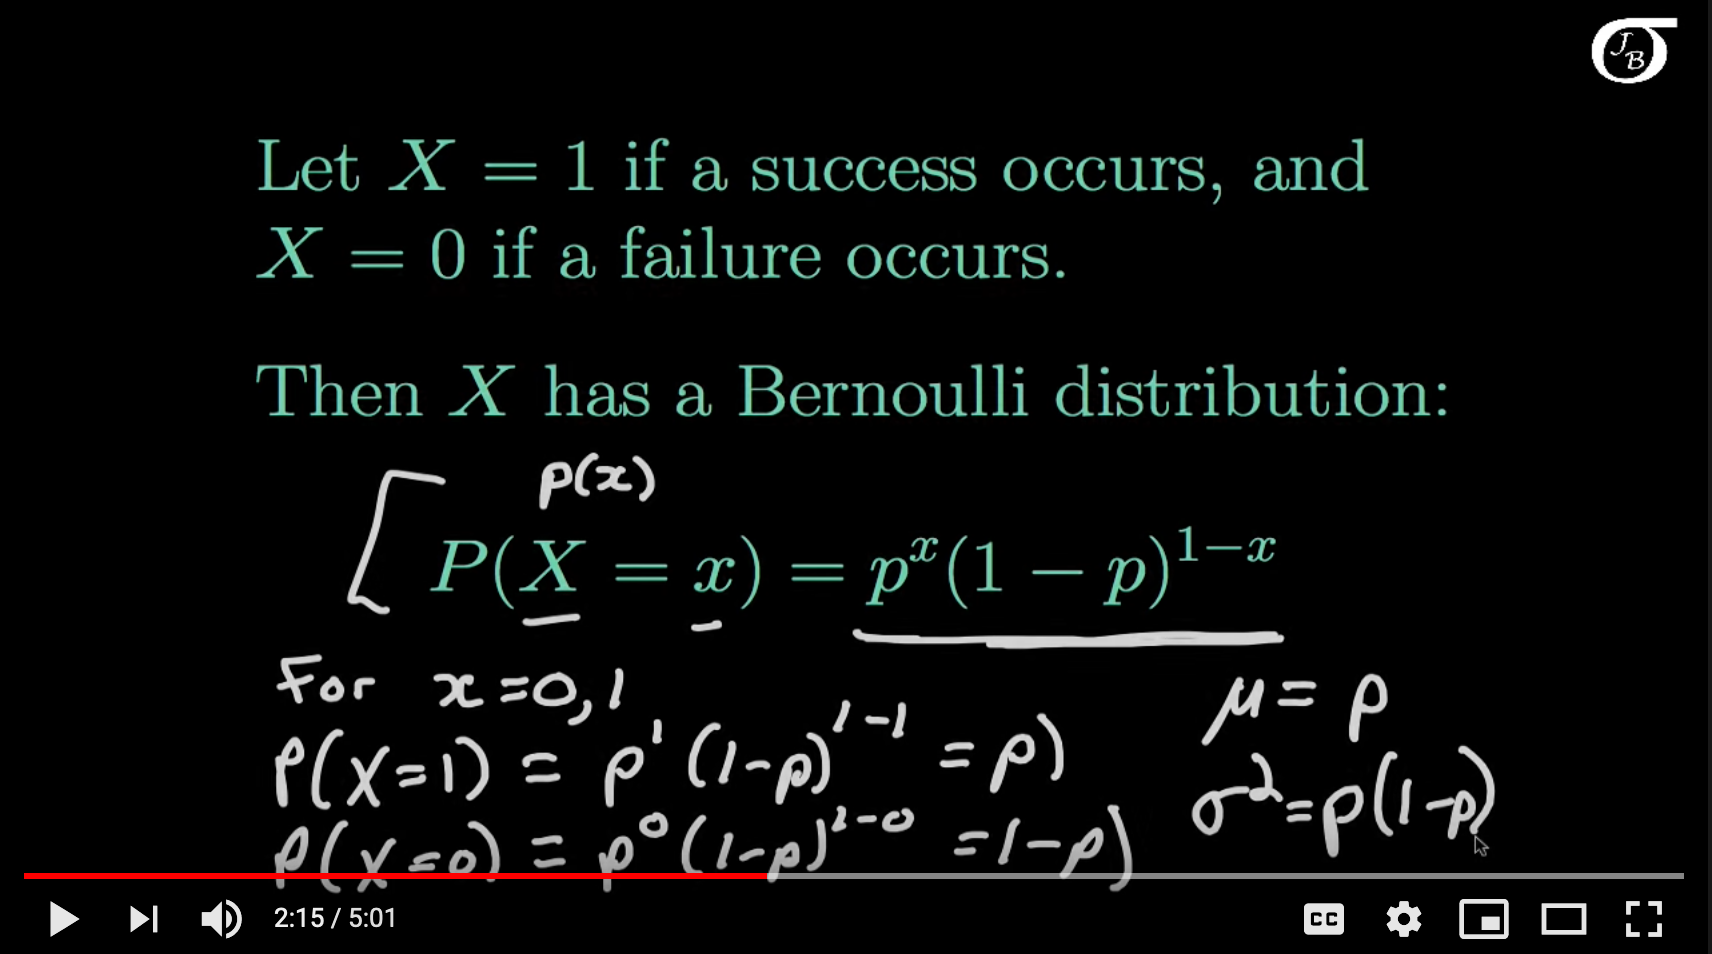 JB
Let X = 1 if a success occurs, and
X = 0 if a failure occurs.
Then X has a Bernoulli distribution:
p(x)
P(X = x) = p^x(1 − p)^{1−x}
For x=0,1
P(X=1) = p^1 (1-p)^{1-1} = p)
μ = p
σ^2=p(1-p)
P(X=0) = p^0 (1-p)^{1-0} =1-p)
2:15 / 5:01
CC